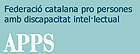 Federació catalana pro persones
amb discapacitat intel·lectual
APPS